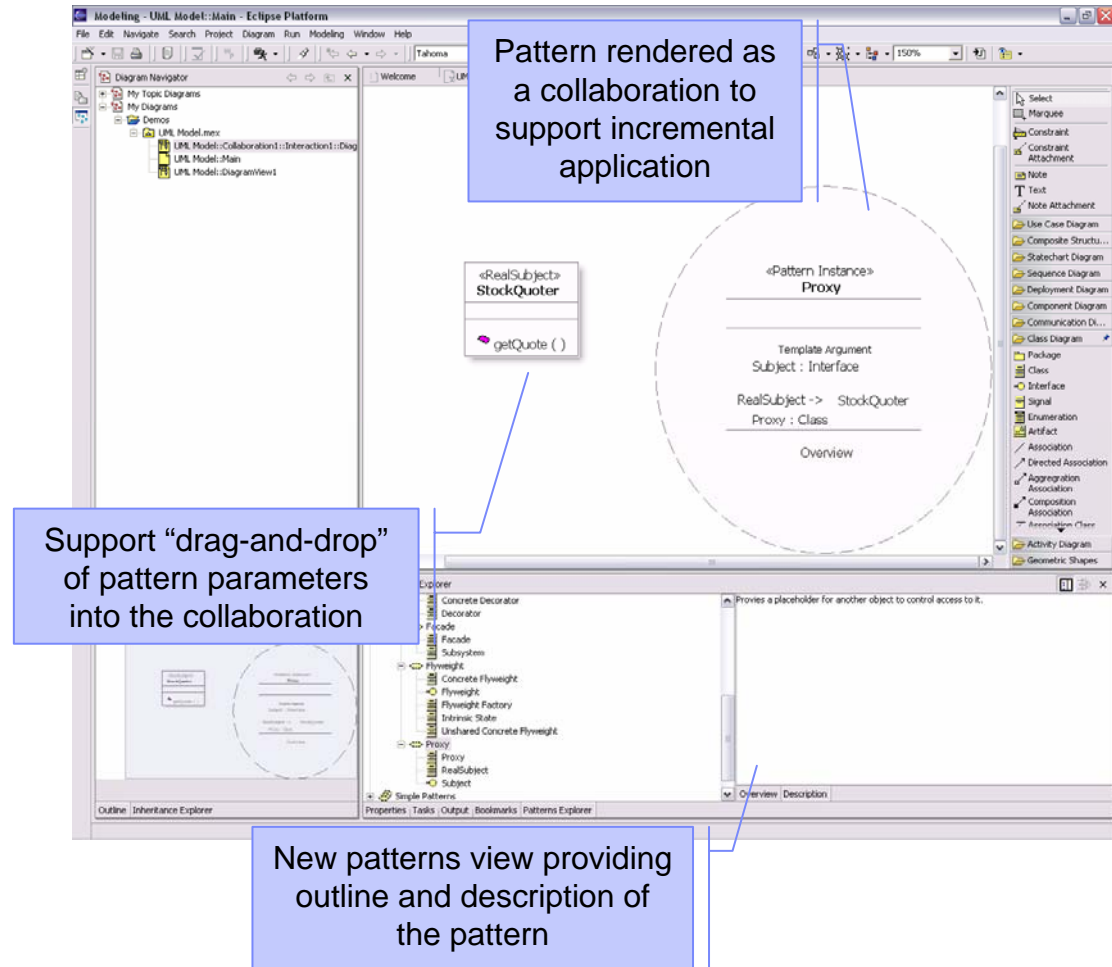 Modeling - UML Model::Main - Eclipse Platform
File Edit Navigate Search Project Diagram Run Modeling Window Help
Tahoma
150%
Pattern rendered as
a collaboration to
support incremental
application
Diagram Navigator
My Topic Diagrams
My Diagrams
Demos
UML Model.mex
UML Model::Collaboration1::Interaction1::Diag
UML Model::Main
UML Model::DiagramView1
Welcome
«RealSubject»
StockQuoter
getQuote ( )
«Pattern Instance»
Proxy
Template Argument
Subject : Interface
RealSubject -> StockQuoter
Proxy : Class
Overview
Select
Marquee
Constraint
Constraint
Attachment
Note
Text
Note Attachment
Use Case Diagram
Composite Structu...
Statechart Diagram
Sequence Diagram
Deployment Diagram
Component Diagram
Communication Di...
Class Diagram
Package
Class
Interface
Signal
Enumeration
Artifact
Association
Directed Association
Aggregration
Association
Composition
Association
Association Class
Activity Diagram
Geometric Shapes
Support “drag-and-drop”
of pattern parameters
into the collaboration
Explorer
Concrete Decorator
Decorator
Facade
Facade
Subsystem
Flyweight
Concrete Flyweight
Flyweight
Flyweight Factory
Intrinsic State
Unshared Concrete Flyweight
Proxy
Proxy
RealSubject
Subject
Simple Patterns
Provies a placeholder for another object to control access to it.
Overview Description
Outline Inheritance Explorer
Properties Tasks Output Bookmarks Patterns Explorer
New patterns view providing
outline and description of
the pattern